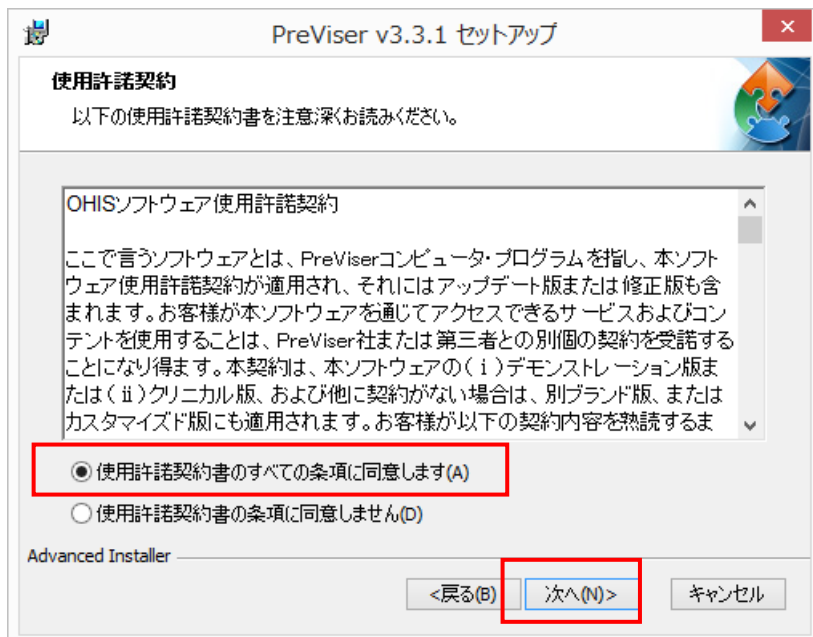 PreViser v3.3.1 セットアップ
使用許諾契約
以下の使用許諾契約書を注意深くお読みください。
OHISソフトウェア使用許諾契約
ここで言うソフトウェアとは、PreViserコンピュータ・プログラムを指し、本ソフト
ウェア使用許諾契約が適用され、それにはアップデート版または修正版も含
まれます。お客様が本ソフトウェアを通じてアクセスできるサービスおよびコン
テントを使用することは、PreViser社または第三者との別個の契約を受諾する
ことになり得ます。本契約は、本ソフトウェアの(ⅰ)デモンストレーション版ま
たは(ⅱ)クリニカル版、および他に契約がない場合は、別ブランド版、または
カスタマイズド版にも適用されます。お客様が以下の契約内容を熟読するま
使用許諾契約書のすべての条項に同意します(A)
使用許諾契約書の条項に同意しません(D)
Advanced Installer
<戻る(B) 次へ(N)> キャンセル